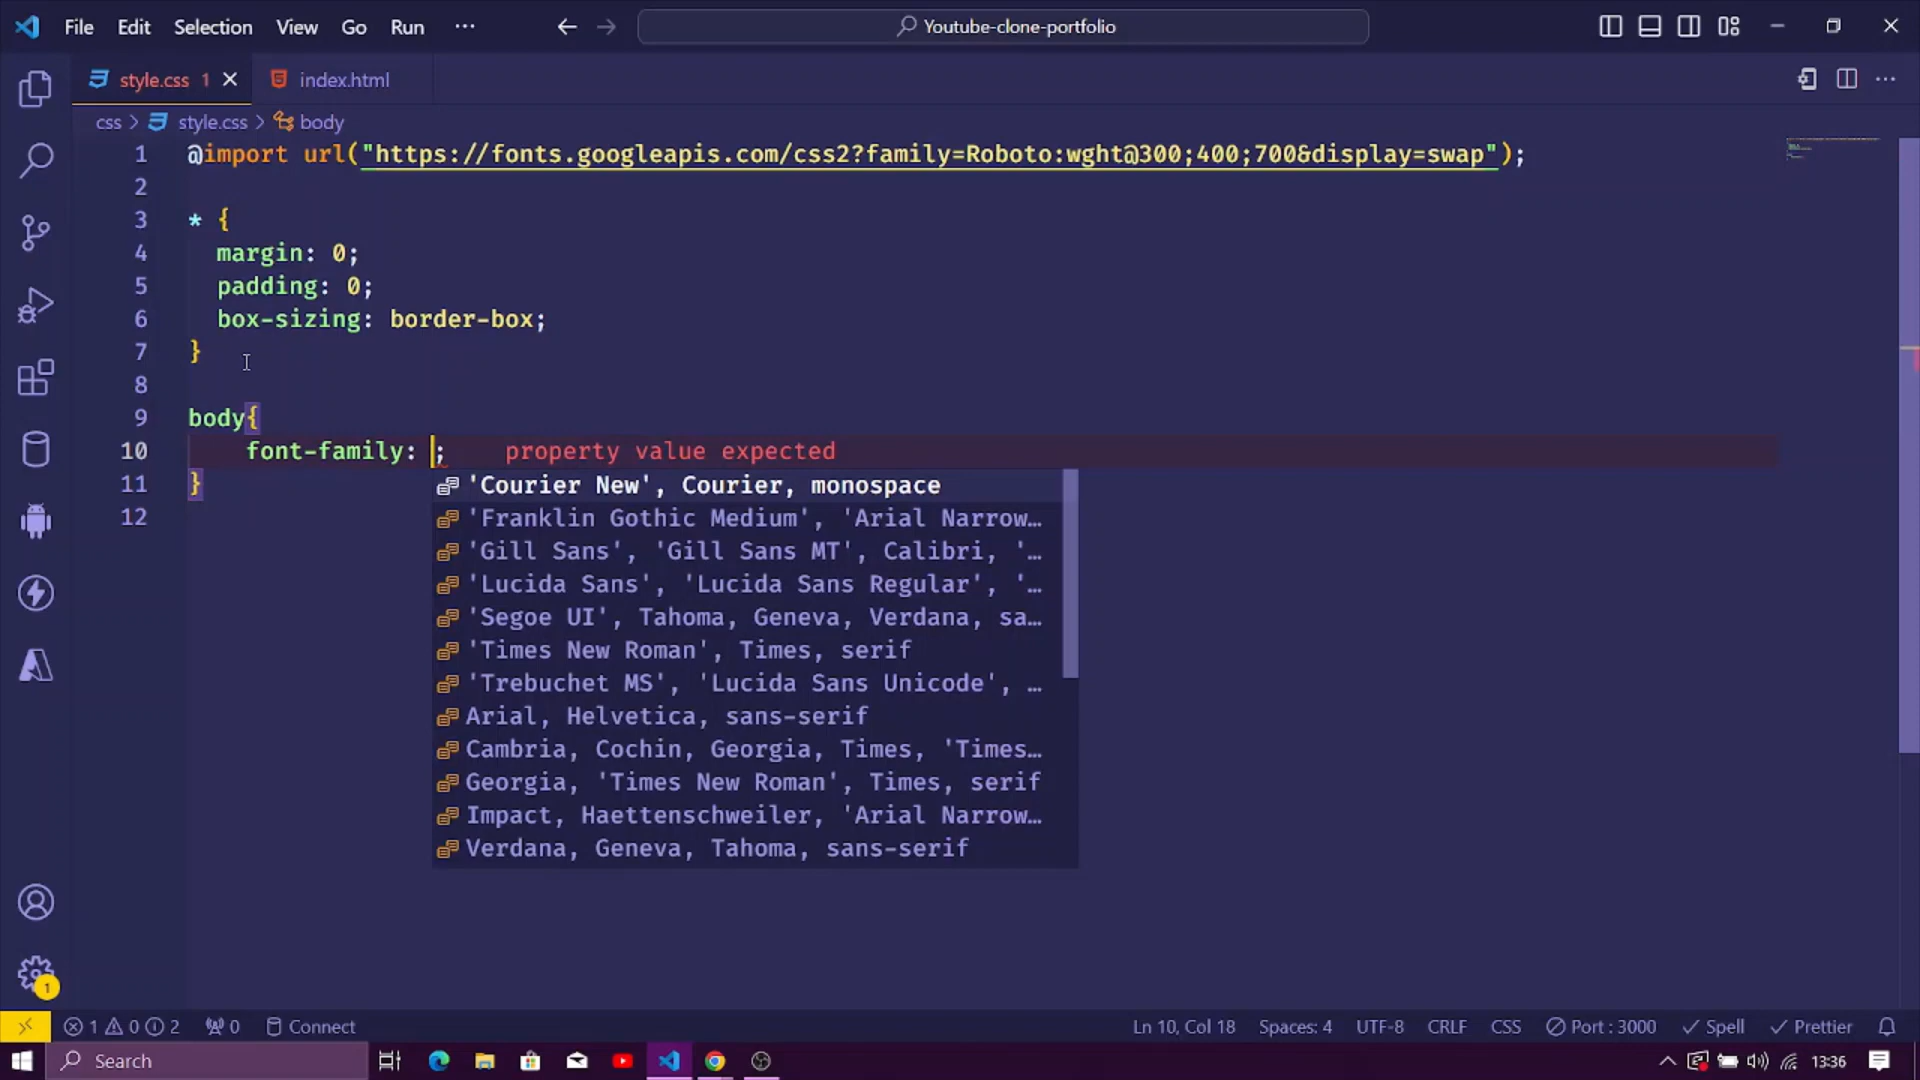 File Edit Selection View Go Run ··· Youtube-clone-portfolio
style.css 1 index.html
css > style.css > body
1 @import url("https://fonts.googleapis.com/css2?family=Roboto:wght@300;400;700&display=swap");
2
3 * {
4 margin: 0;
5 padding: 0;
6 box-sizing: border-box;
7 }
8
9 body{
10 font-family: ; property value expected
11 }
12
'Courier New', Courier, monospace
'Franklin Gothic Medium', 'Arial Narrow…
'Gill Sans', 'Gill Sans MT', Calibri, '…
'Lucida Sans', 'Lucida Sans Regular', '…
'Segoe UI', Tahoma, Geneva, Verdana, sa…
'Times New Roman', Times, serif
'Trebuchet MS', 'Lucida Sans Unicode', …
Arial, Helvetica, sans-serif
Cambria, Cochin, Georgia, Times, 'Times…
Georgia, 'Times New Roman', Times, serif
Impact, Haettenschweiler, 'Arial Narrow…
Verdana, Geneva, Tahoma, sans-serif
1
1 0 2 0 Connect Ln 10, Col 18 Spaces: 4 UTF-8 CRLF CSS Port : 3000 Spell Prettier
Search 13:36